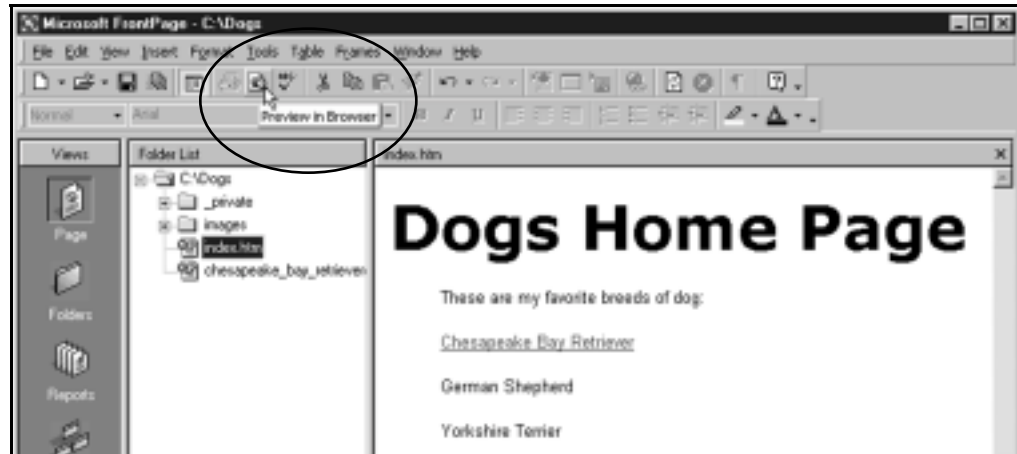 Microsoft FrontPage - C:\Dogs
File Edit View Insert Format Tools Table Frames Window Help
Normal Arial B I U
Preview in Browser
Views
Folder List
index.htm
C:\Dogs
_private
images
index.htm
chesapeake_bay_retriever
Page
Folders
Reports
Dogs Home Page
These are my favorite breeds of dog:
Chesapeake Bay Retriever
German Shepherd
Yorkshire Terrier